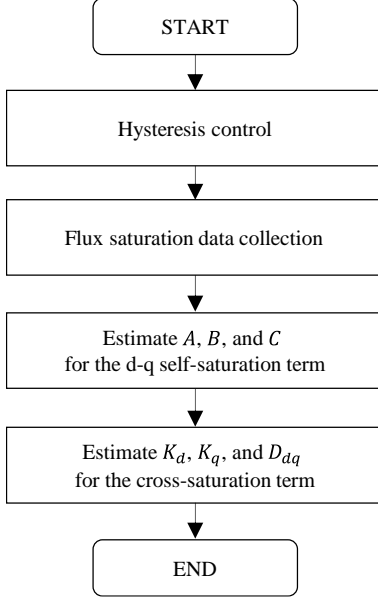 START
Hysteresis control
Flux saturation data collection
Estimate A, B, and C
for the d-q self-saturation term
Estimate K_d, K_q, and D_dq
for the cross-saturation term
END